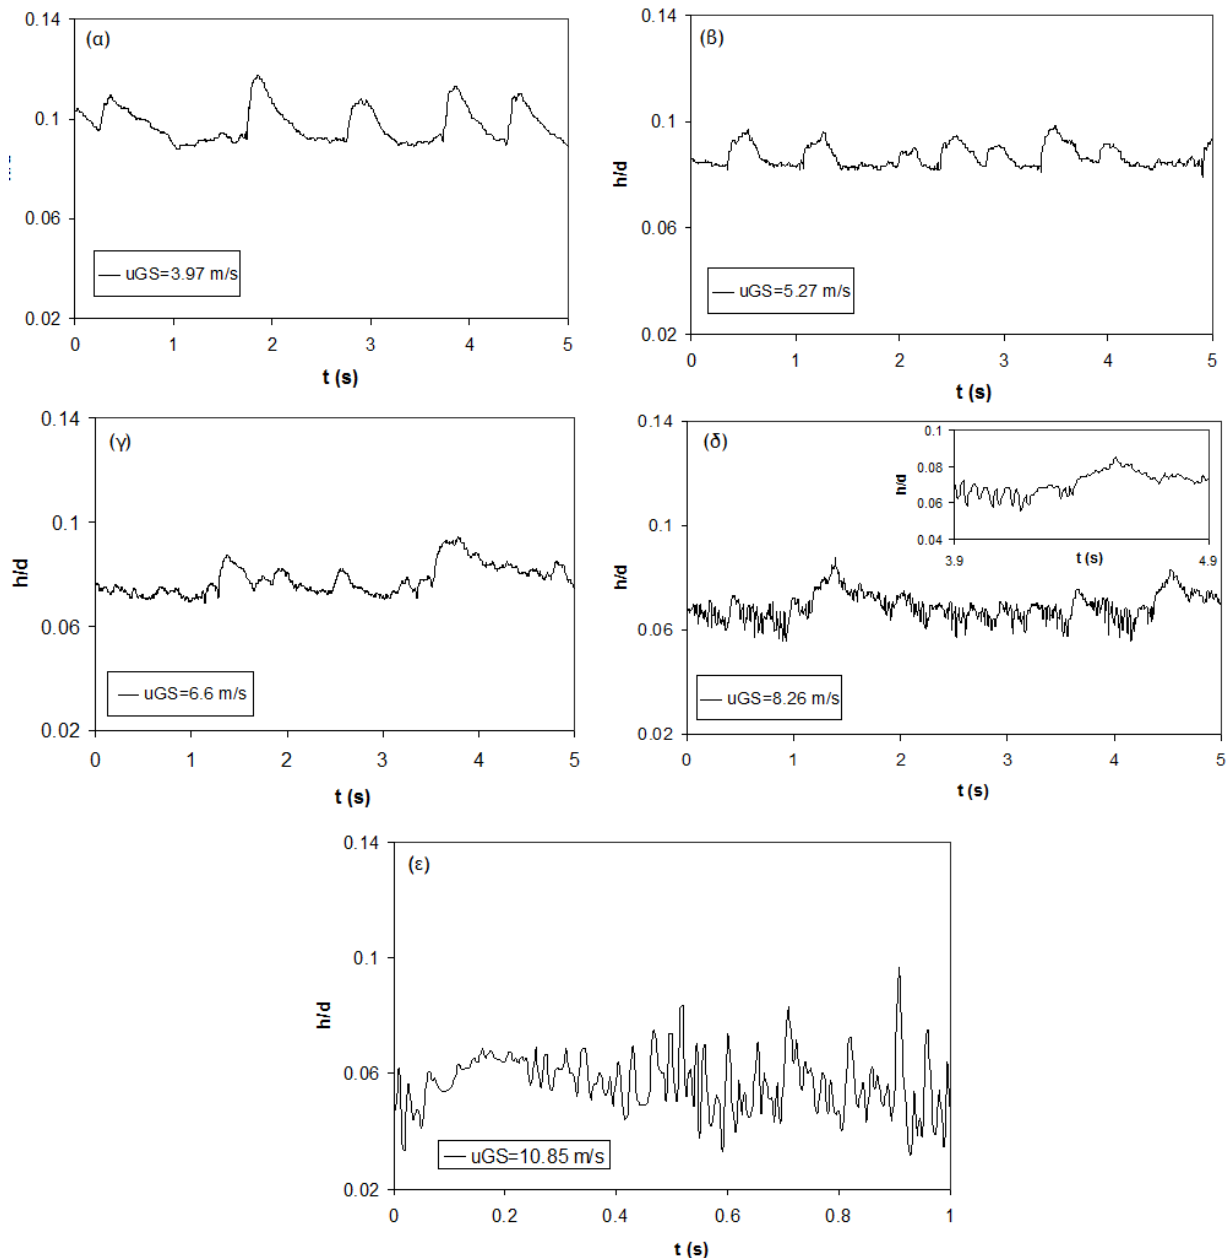 (α)
0.14
0.1
0.06
0.02
uGS=3.97 m/s
0 1 2 3 4 5
t (s)
(β)
0.14
0.1
0.06
0.02
h/d
uGS=5.27 m/s
0 1 2 3 4 5
t (s)
(γ)
0.14
0.1
0.06
0.02
h/d
uGS=6.6 m/s
0 1 2 3 4 5
t (s)
(δ)
0.14
0.1
0.06
0.02
h/d
0.1
0.08
0.06
0.04
h/d
3.9 4.9
t (s)
uGS=8.26 m/s
0 1 2 3 4 5
t (s)
(ε)
0.14
0.1
0.06
0.02
h/d
uGS=10.85 m/s
0 0.2 0.4 0.6 0.8 1
t (s)